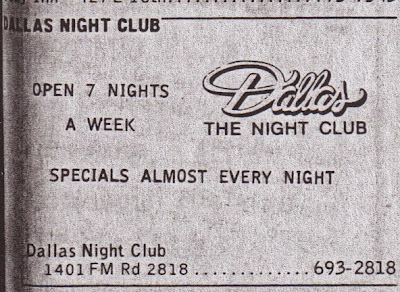 DALLAS NIGHT CLUB
OPEN 7 NIGHTS
A WEEK
Dallas
THE NIGHT CLUB
SPECIALS ALMOST EVERY NIGHT
Dallas Night Club
1401 FM Rd 2818.............693-2818